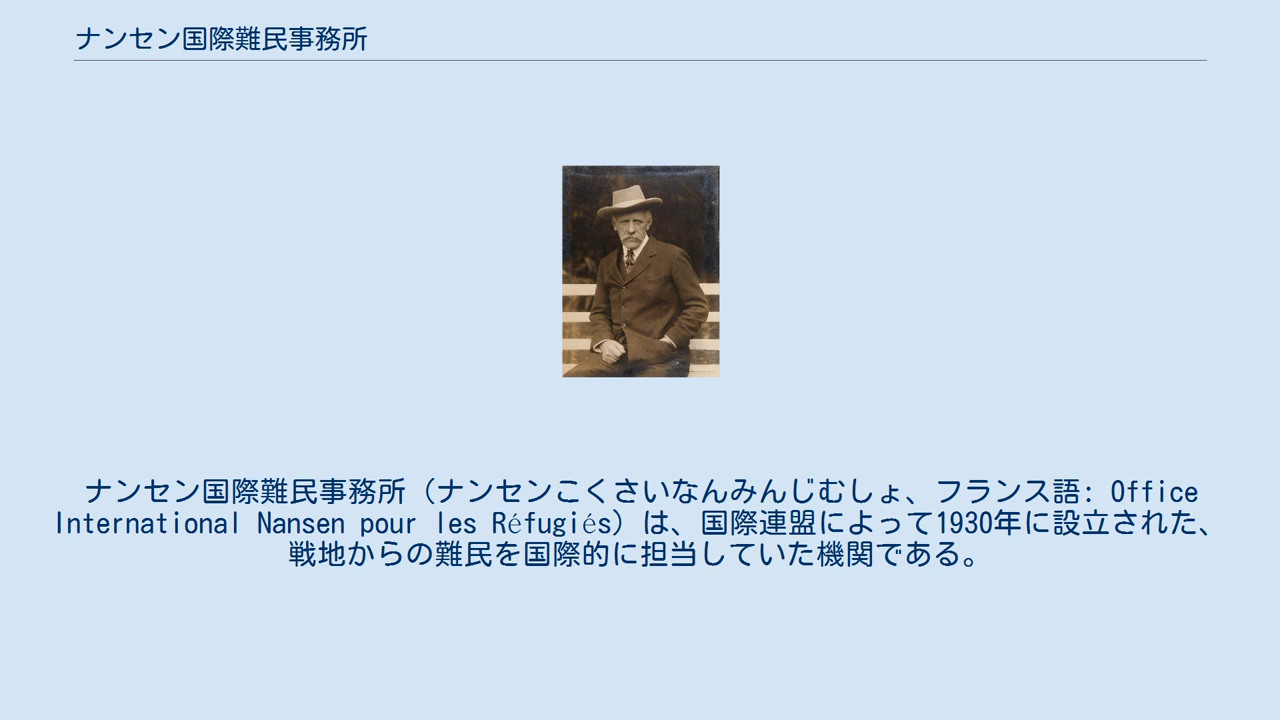 ナンセン国際難民事務所
ナンセン国際難民事務所（ナンセンこくさいなんみんじむしょ、フランス語: Office
International Nansen pour les Réfugiés）は、国際連盟によって1930年に設立された、
戦地からの難民を国際的に担当していた機関である。